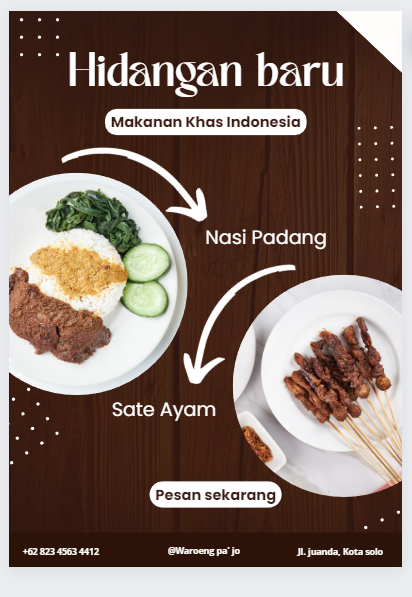 Hidangan baru
Makanan Khas Indonesia
Nasi Padang
Sate Ayam
Pesan sekarang
+62 823 4563 4412
@Waroeng pa' jo
Jl. juanda, Kota solo